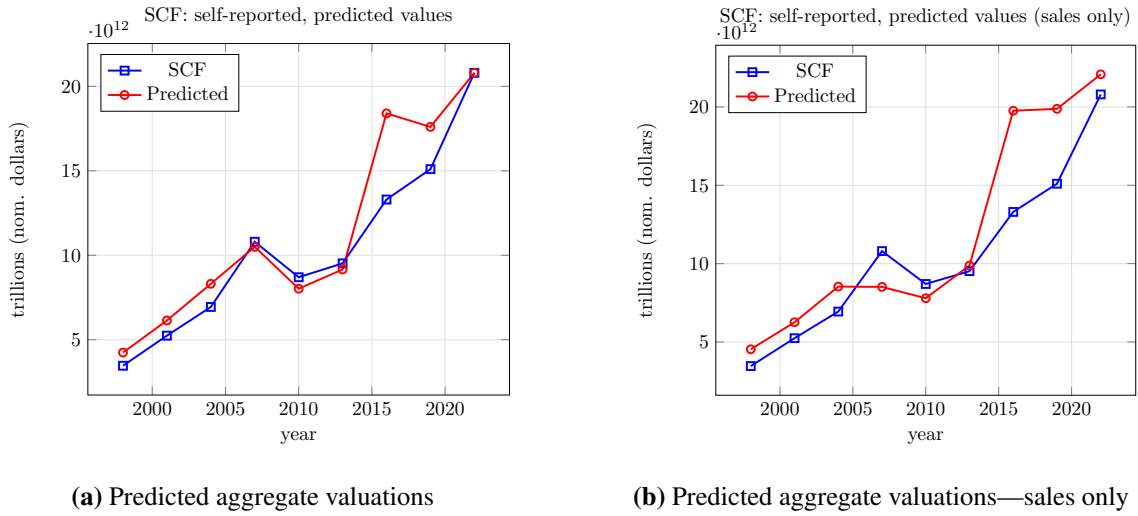 SCF: self-reported, predicted values
·10^12
SCF
Predicted
20
15
10
5
trillions (nom. dollars)
2000 2005 2010 2015 2020
year
(a) Predicted aggregate valuations
SCF: self-reported, predicted values (sales only)
·10^12
SCF
Predicted
20
15
10
5
trillions (nom. dollars)
2000 2005 2010 2015 2020
year
(b) Predicted aggregate valuations—sales only